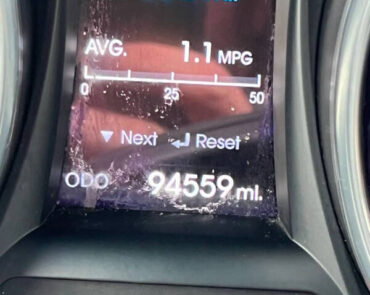 AVG. 1.1 MPG
0 25 50
▼ Next ↵ Reset
ODO 94559 mi.